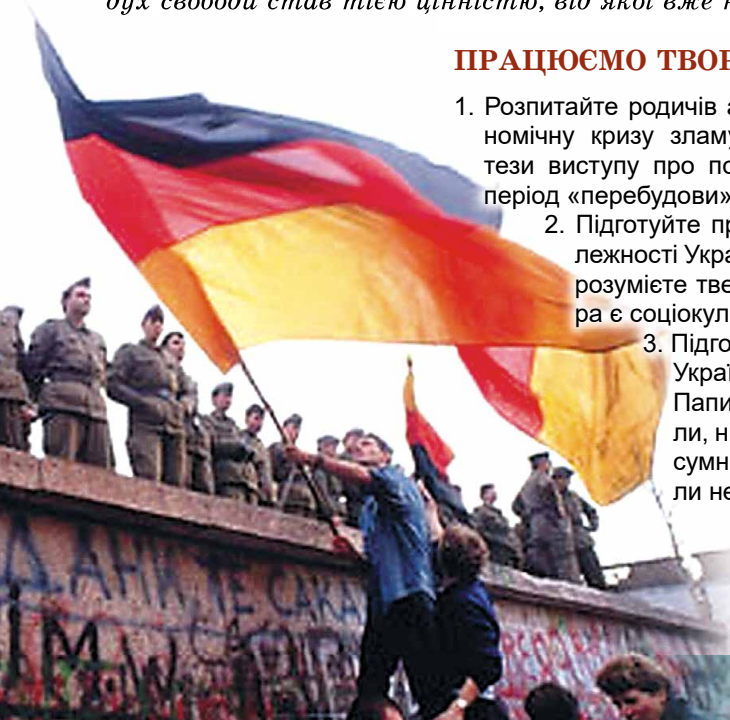 дух свободи став тією цінністю, від якої вже н
ПРАЦЮЄМО ТВОР
1. Розпитайте родичів а
номічну кризу злам
тези виступу про по
період «перебудови»
2. Підготуйте пр
лежності Укра
розумієте тве
ра є соціокул
3. Підго
Украї
Папи
ли, н
сумн
ли не